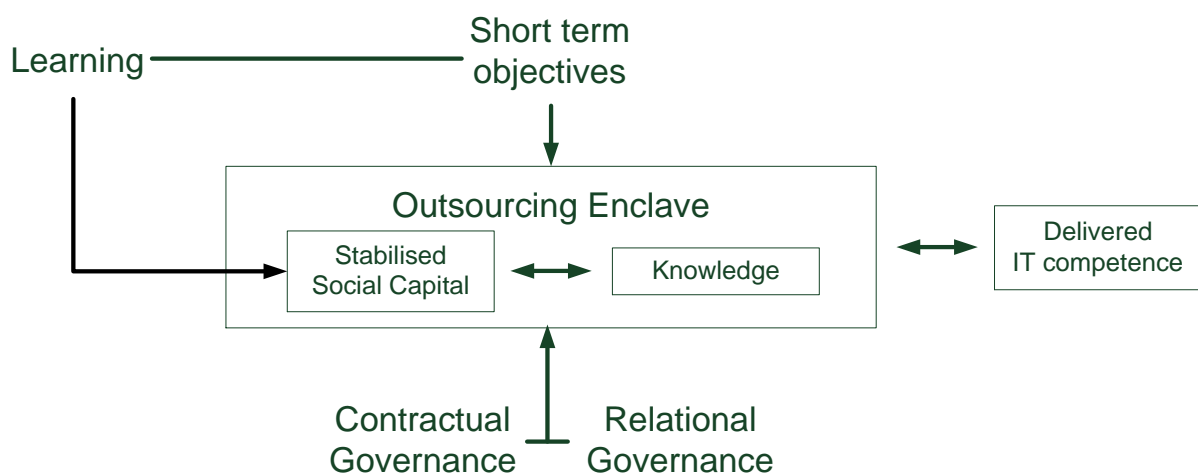 Learning
Short term
objectives
Outsourcing Enclave
Stabilised
Social Capital
Knowledge
Delivered
IT competence
Contractual
Governance
Relational
Governance